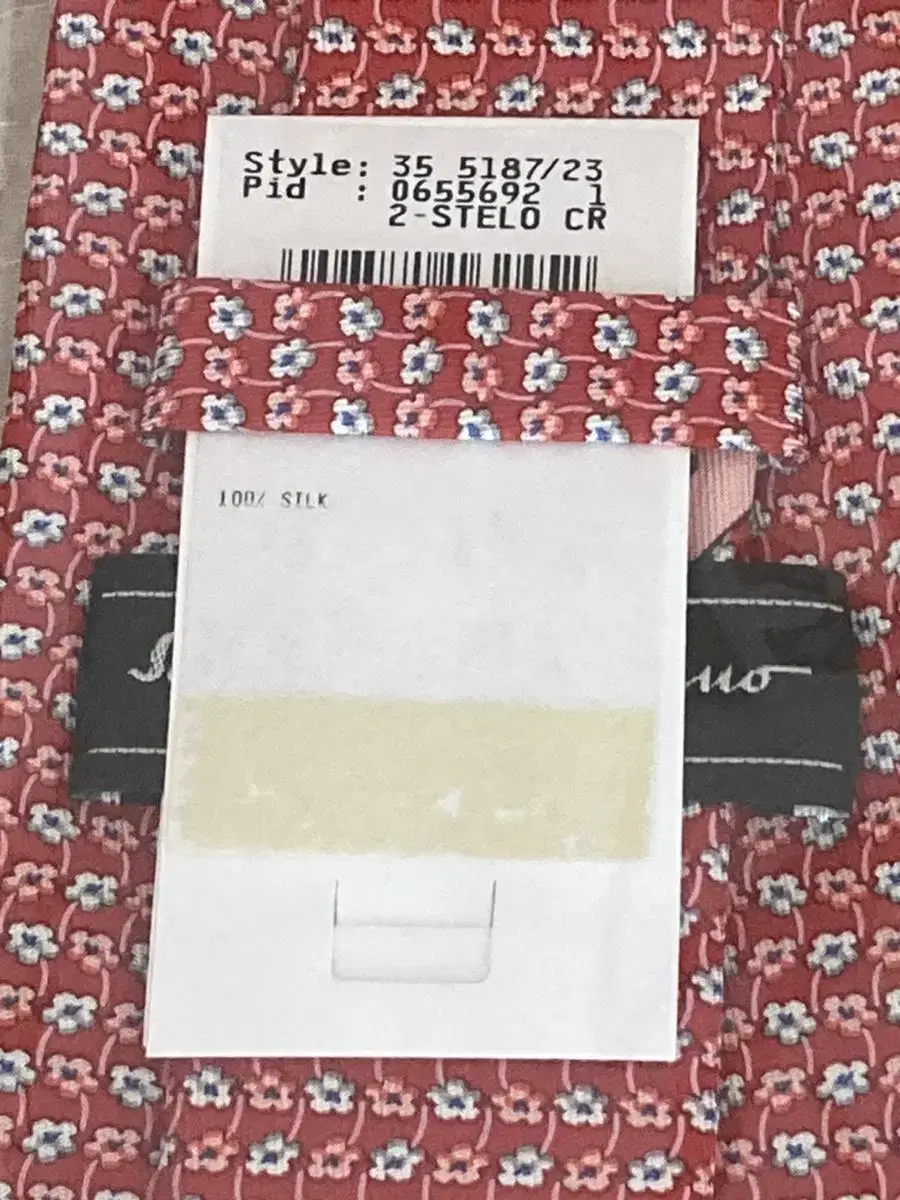 Style: 35 5187/23
Pid : 0655692 1
2-STELO CR
100% SILK